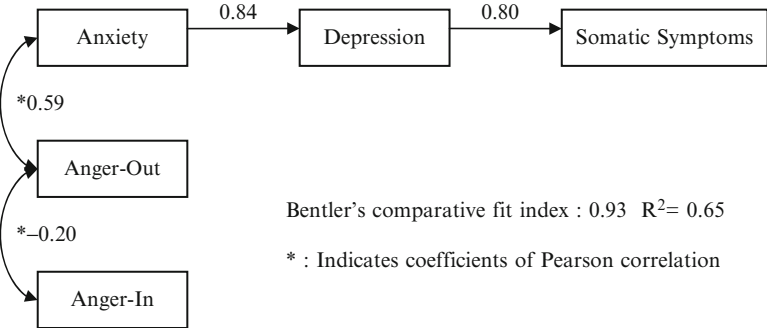 0.84
0.80
Anxiety
Depression
Somatic Symptoms
*0.59
Anger-Out
Bentler's comparative fit index : 0.93 R²= 0.65
*–0.20
* : Indicates coefficients of Pearson correlation
Anger-In